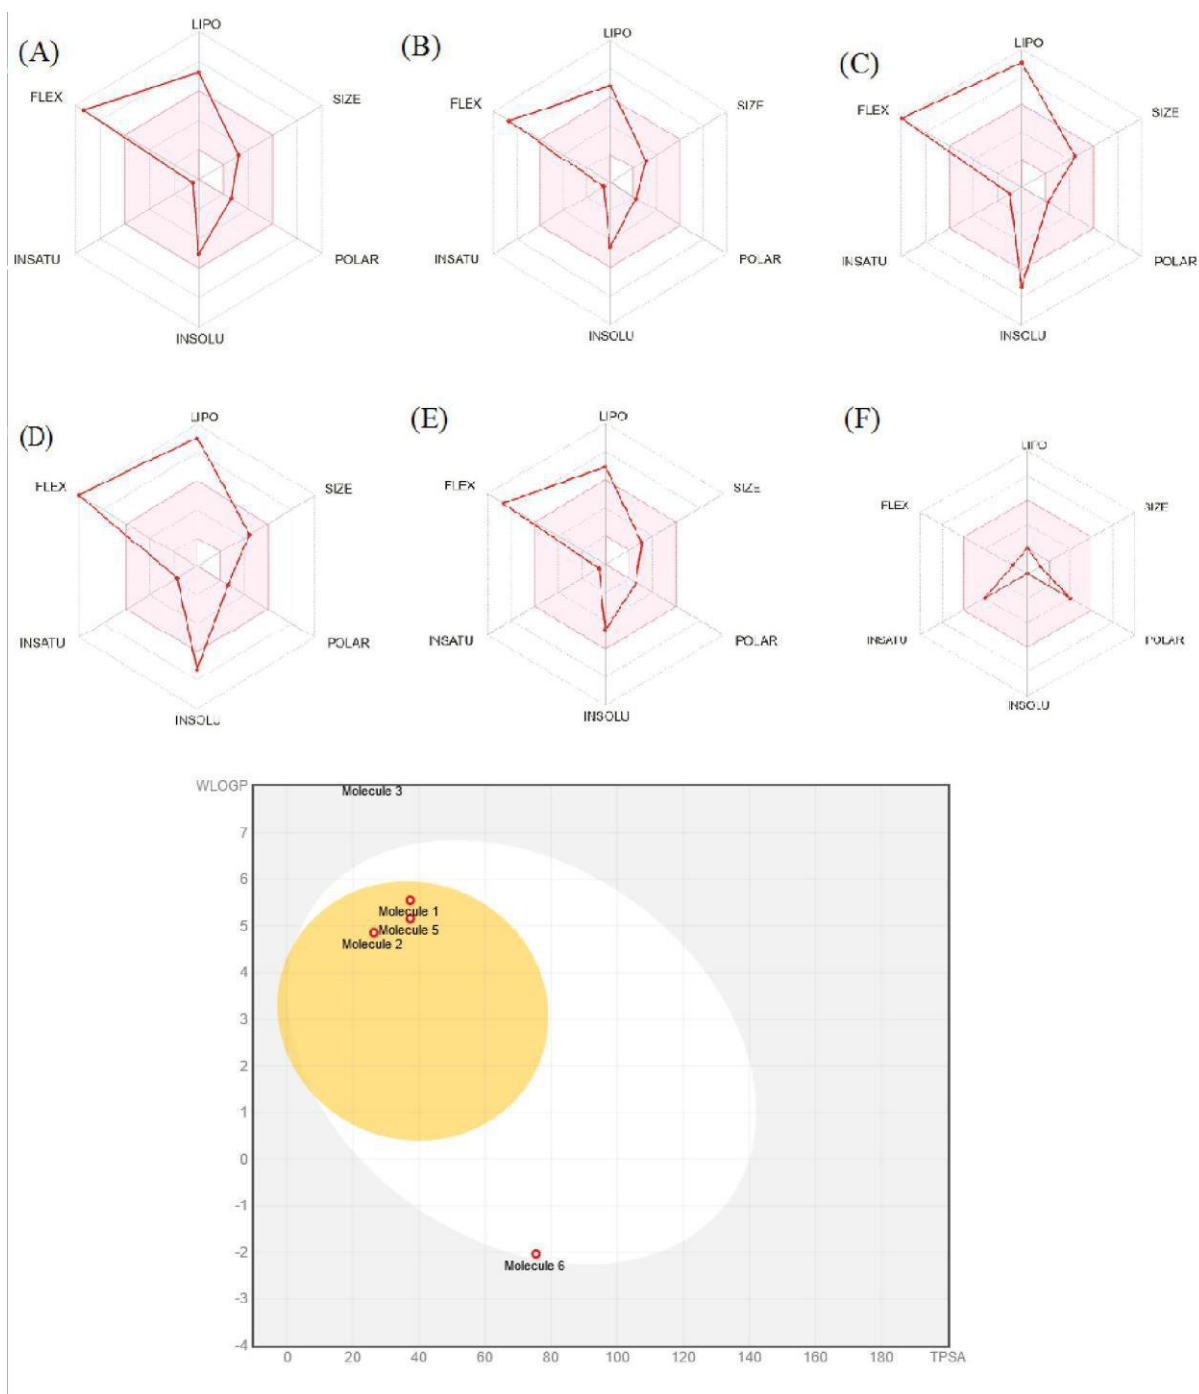 (A)
LIPO
FLEX
SIZE
INSATU
POLAR
INSOLU
(B)
LIPO
FLEX
SIZE
INSATU
POLAR
INSOLU
(C)
LIPO
FLEX
SIZE
INSATU
POLAR
INSOLU
(D)
LIPO
FLEX
SIZE
INSATU
POLAR
INSOLU
(E)
LIPO
FLEX
SIZE
INSATU
POLAR
INSOLU
(F)
LIPO
FLEX
SIZE
INSATU
POLAR
INSOLU
WLOGP
Molecule 3
7
6
Molecule 1
5
Molecule 5
Molecule 2
4
3
2
1
0
-1
-2
Molecule 6
-3
-4
0 20 40 60 80 100 120 140 160 180 TPSA